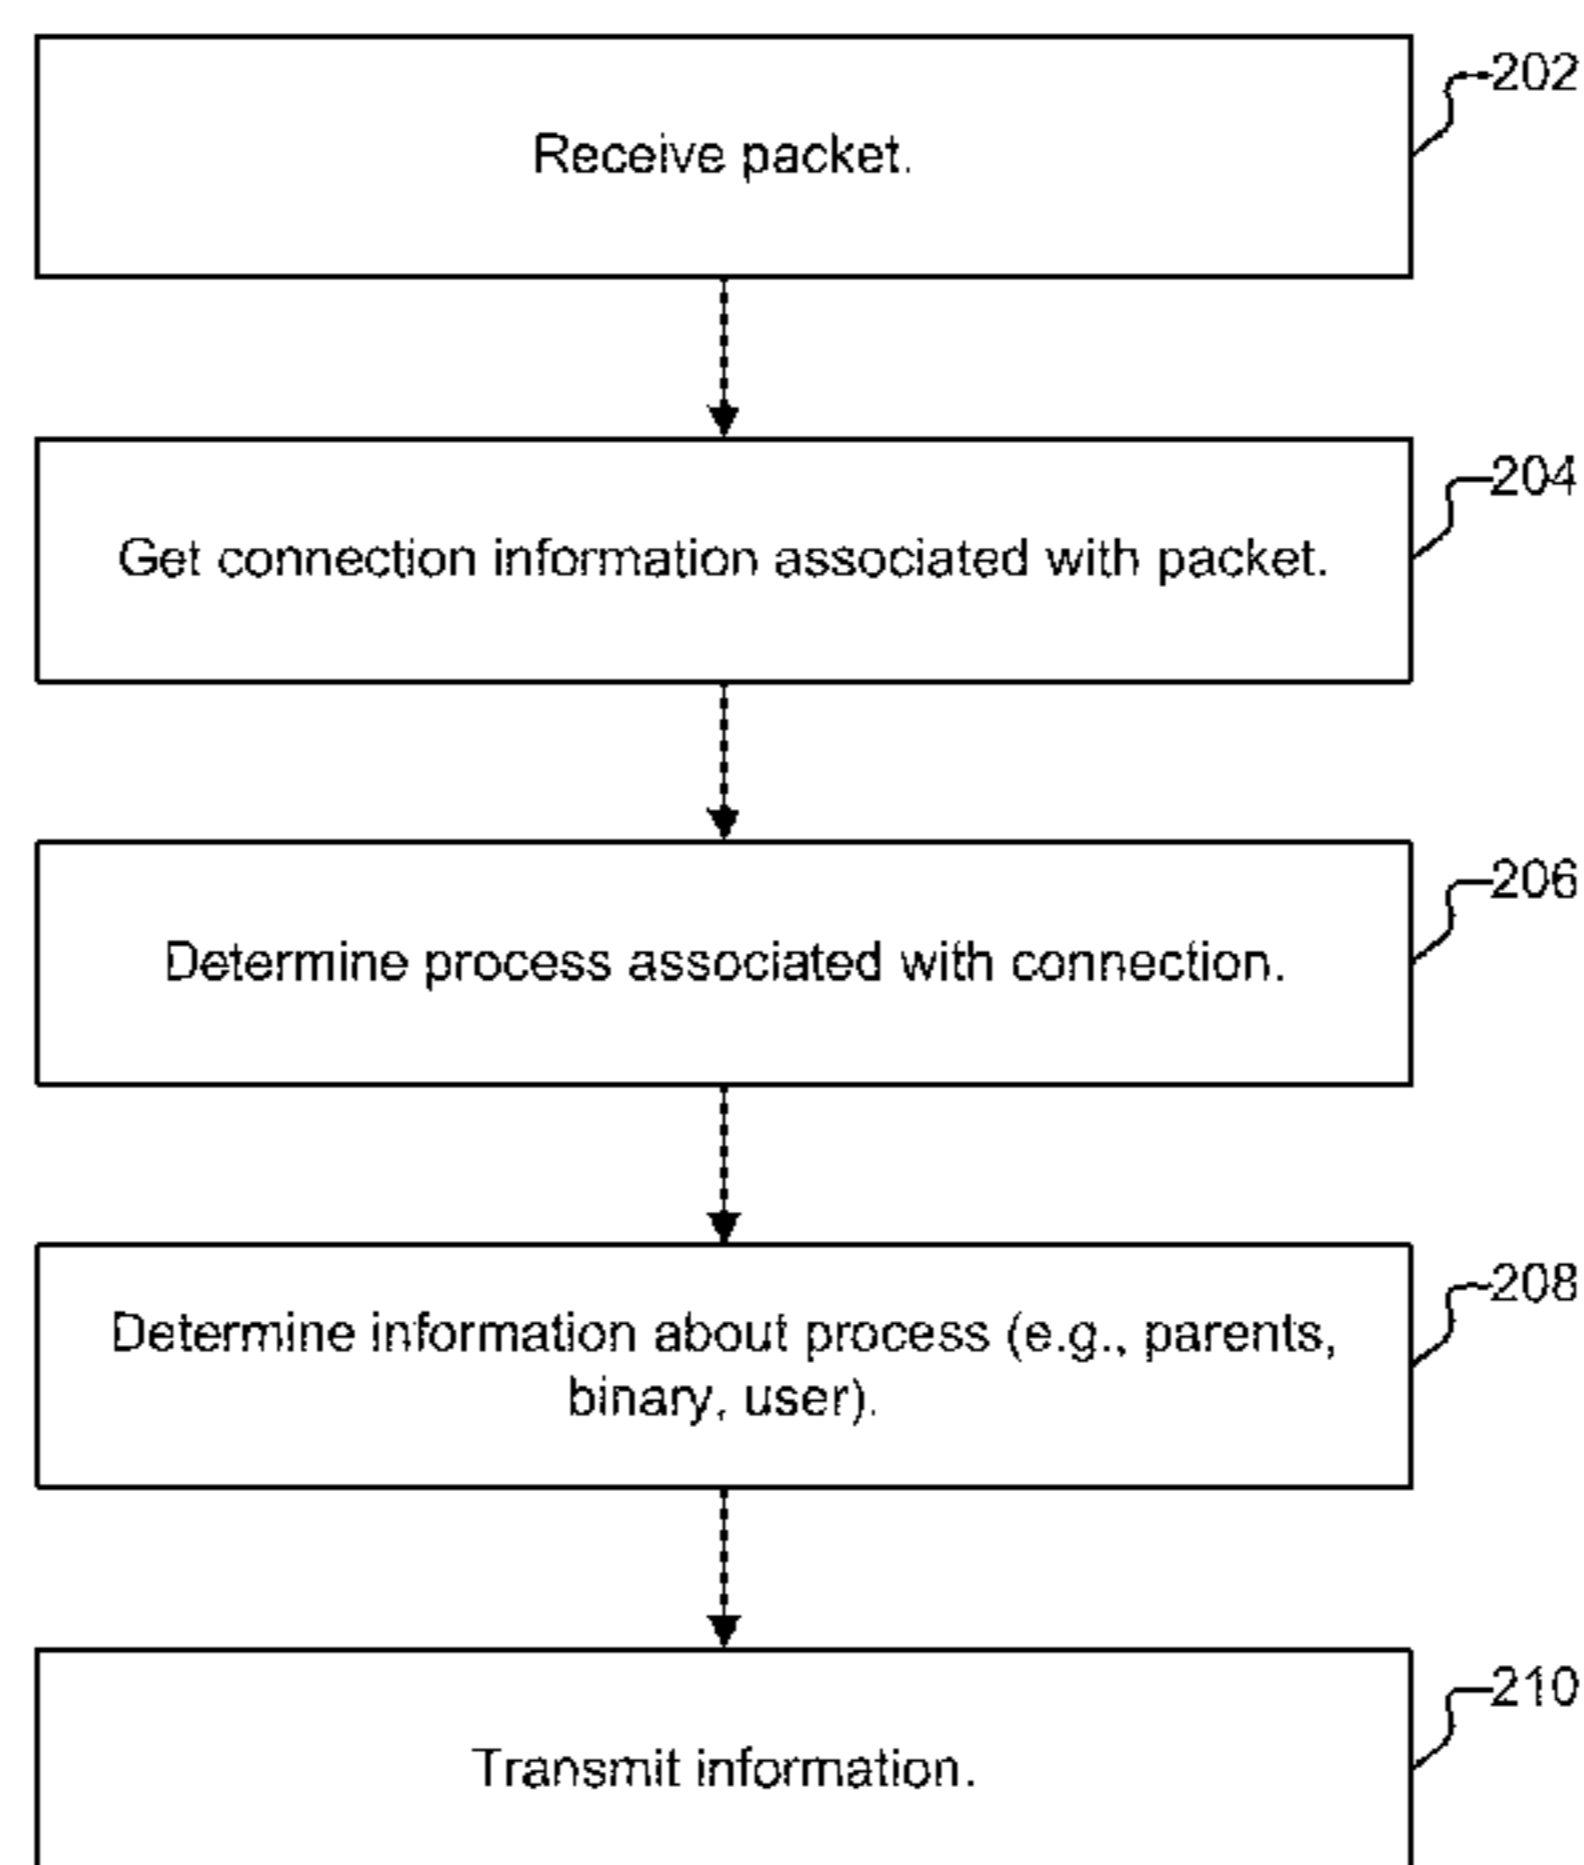 202
Receive packet.
204
Get connection information associated with packet.
206
Determine process associated with connection.
208
Determine information about process (e.g., parents,
binary, user).
210
Transmit information.